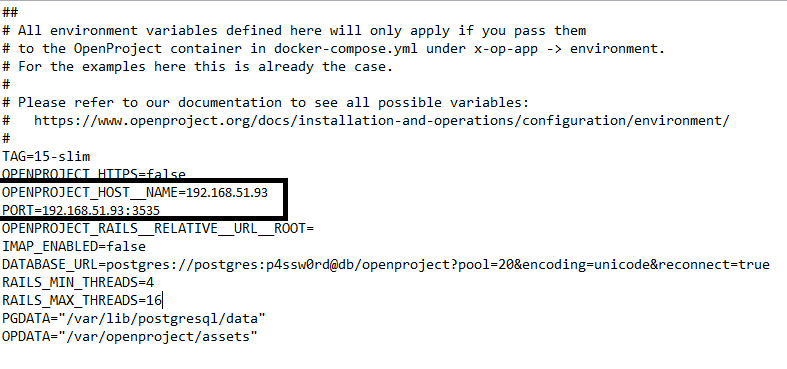 ##
# All environment variables defined here will only apply if you pass them
# to the OpenProject container in docker-compose.yml under x-op-app -> environment.
# For the examples here this is already the case.
#
# Please refer to our documentation to see all possible variables:
#   https://www.openproject.org/docs/installation-and-operations/configuration/environment/
#
TAG=15-slim
OPENPROJECT_HTTPS=false
OPENPROJECT_HOST__NAME=192.168.51.93
PORT=192.168.51.93:3535
OPENPROJECT_RAILS__RELATIVE__URL__ROOT=
IMAP_ENABLED=false
DATABASE_URL=postgres://postgres:p4ssw0rd@db/openproject?pool=20&encoding=unicode&reconnect=true
RAILS_MIN_THREADS=4
RAILS_MAX_THREADS=16
PGDATA="/var/lib/postgresql/data"
OPDATA="/var/openproject/assets"